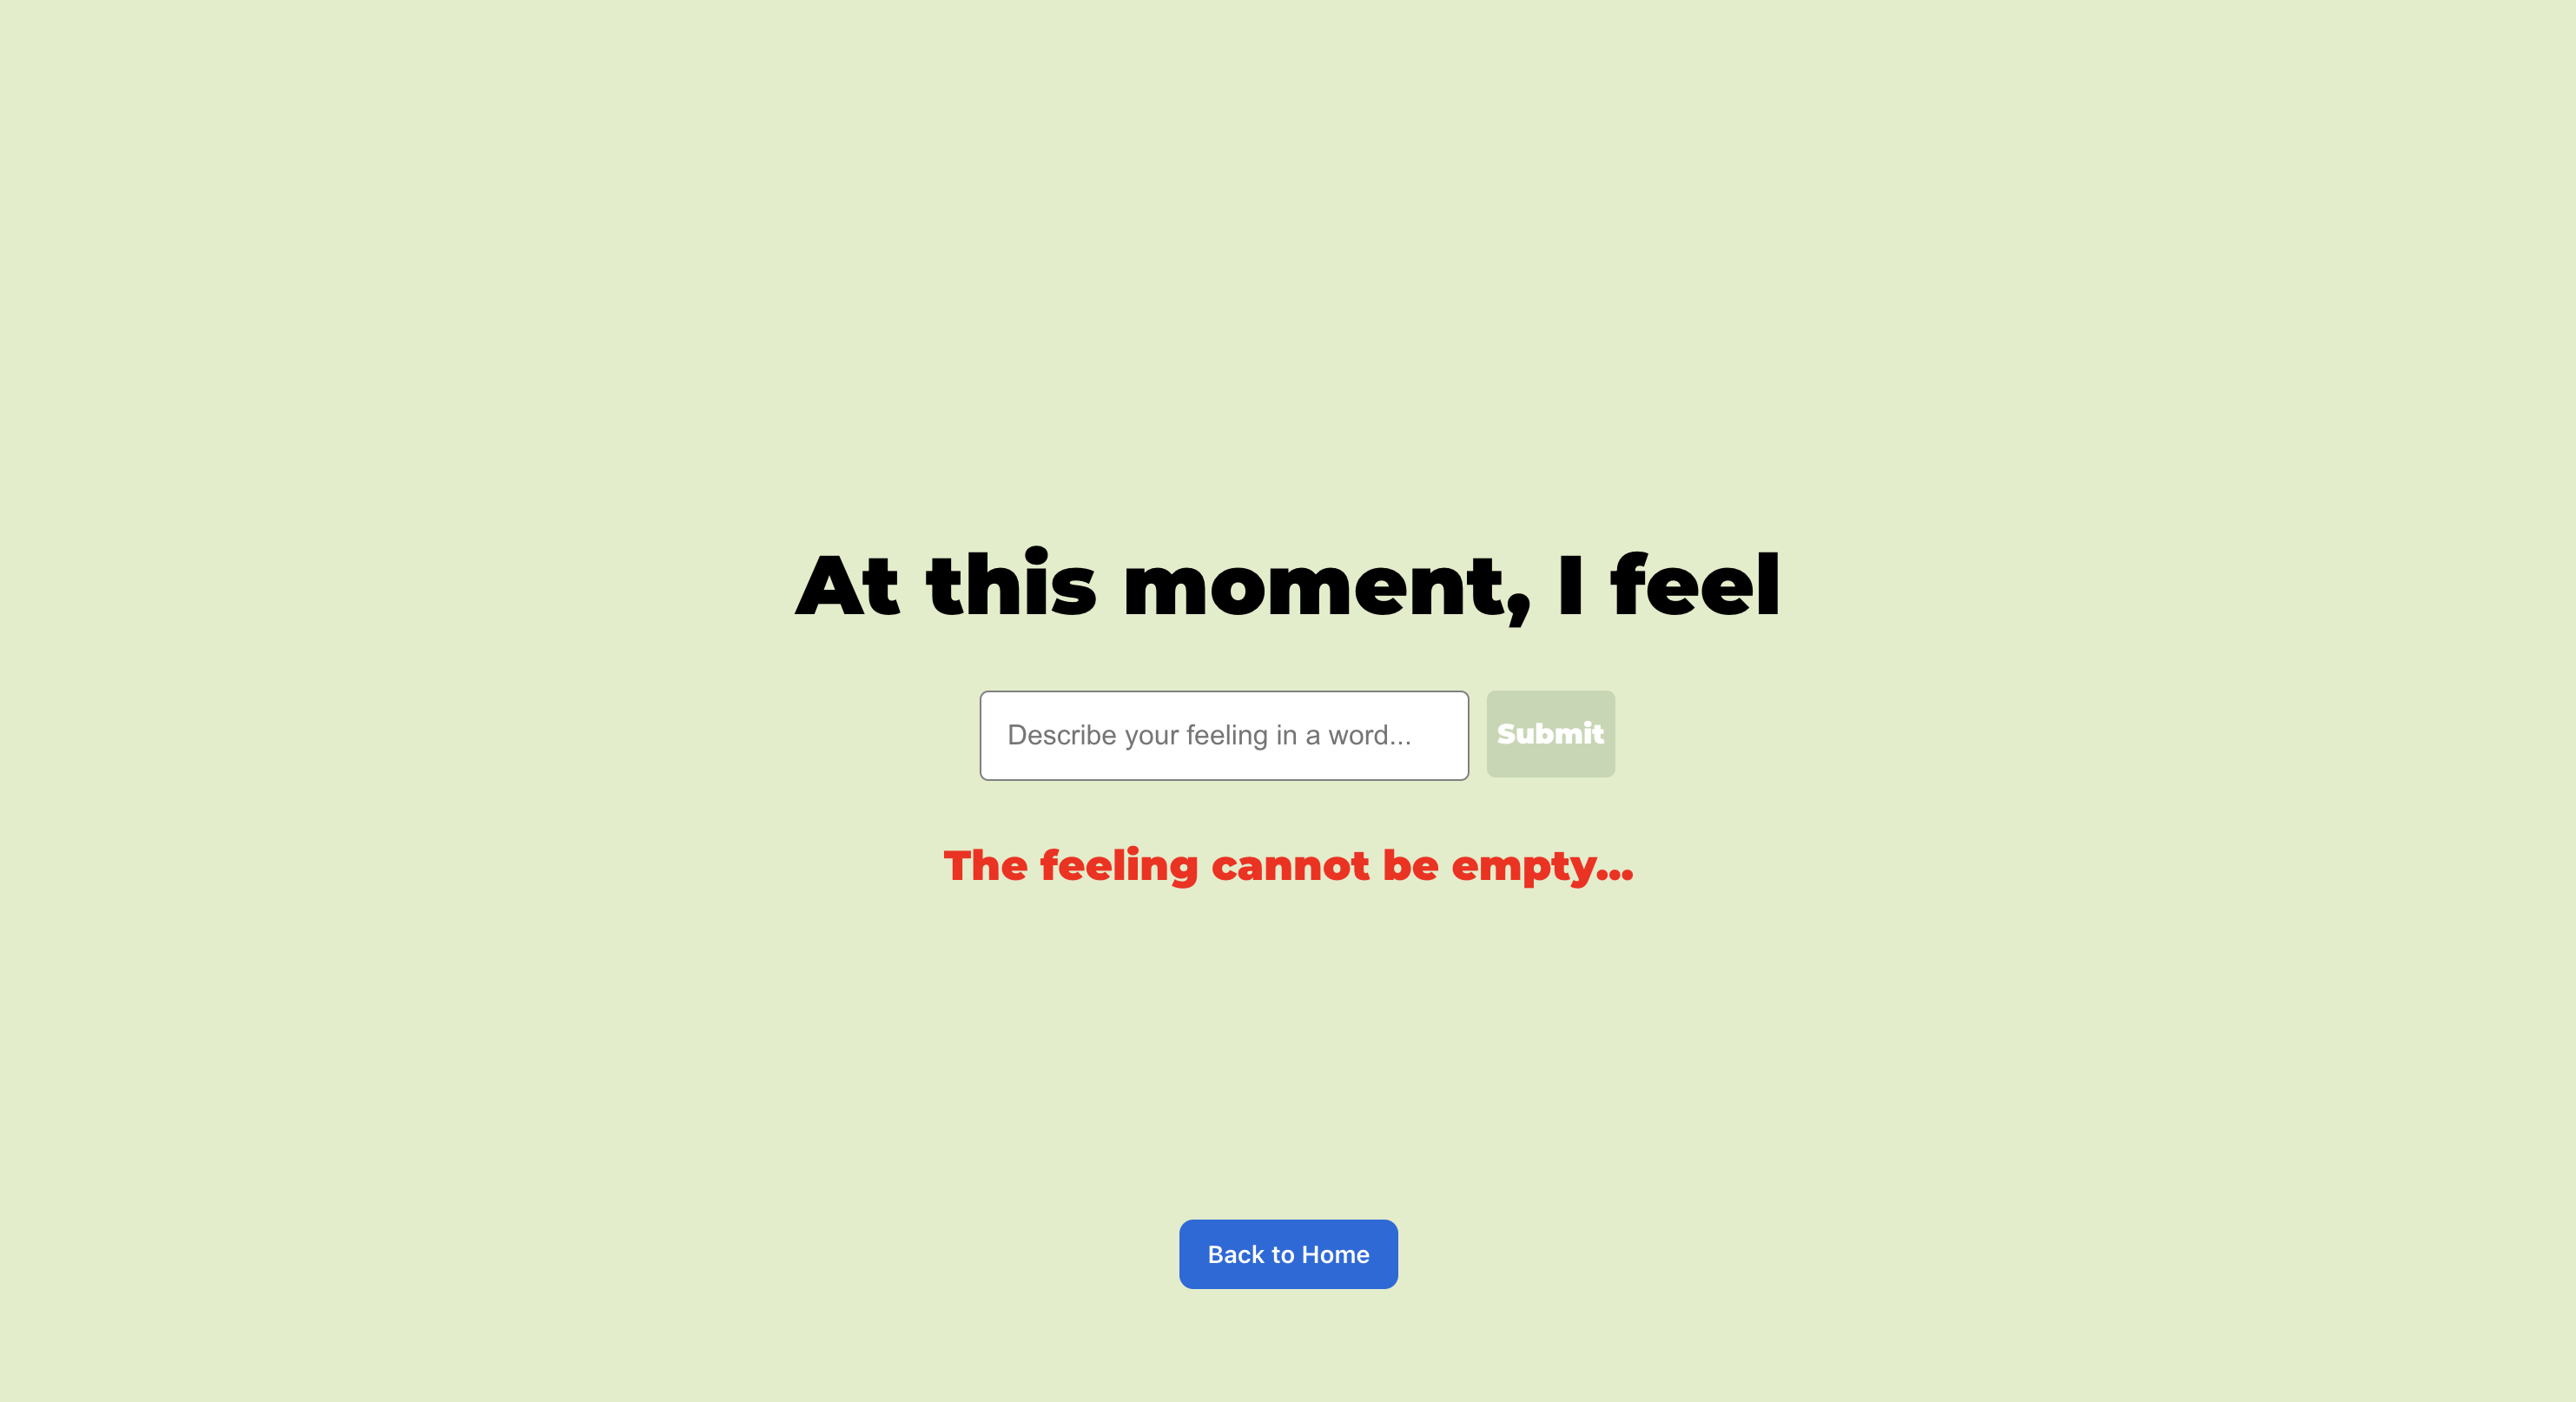 At this moment, I feel
Describe your feeling in a word...
Submit
The feeling cannot be empty...
Back to Home